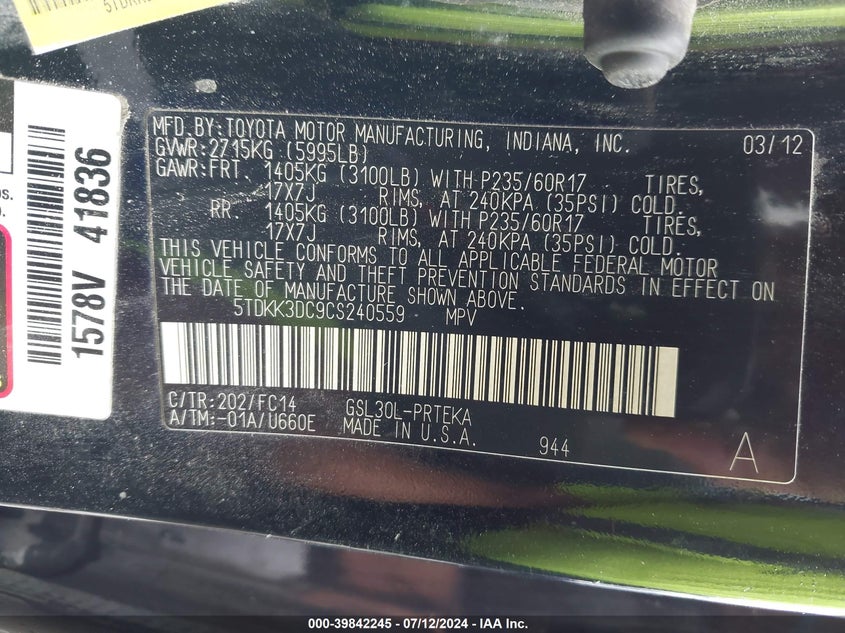 5TDKK
MFD.BY:TOYOTA MOTOR MANUFACTURING, INDIANA, INC. 03/12
GVWR:2715KG (5995LB)
GAWR:FRT. 1405KG (3100LB) WITH P235/60R17 TIRES,
17X7J RIMS, AT 240KPA (35PSI) COLD.
RR. 1405KG (3100LB) WITH P235/60R17 TIRES,
17X7J RIMS, AT 240KPA (35PSI) COLD.
THIS VEHICLE CONFORMS TO ALL APPLICABLE FEDERAL MOTOR
VEHICLE SAFETY AND THEFT PREVENTION STANDARDS IN EFFECT ON
THE DATE OF MANUFACTURE SHOWN ABOVE.
5TDKK3DC9CS240559 MPV
C/TR:202/FC14 GSL30L-PRTEKA
A/TM:-01A/U660E MADE IN U.S.A. 944 A
1578V 41836
000-39842245 - 07/12/2024 - IAA Inc.